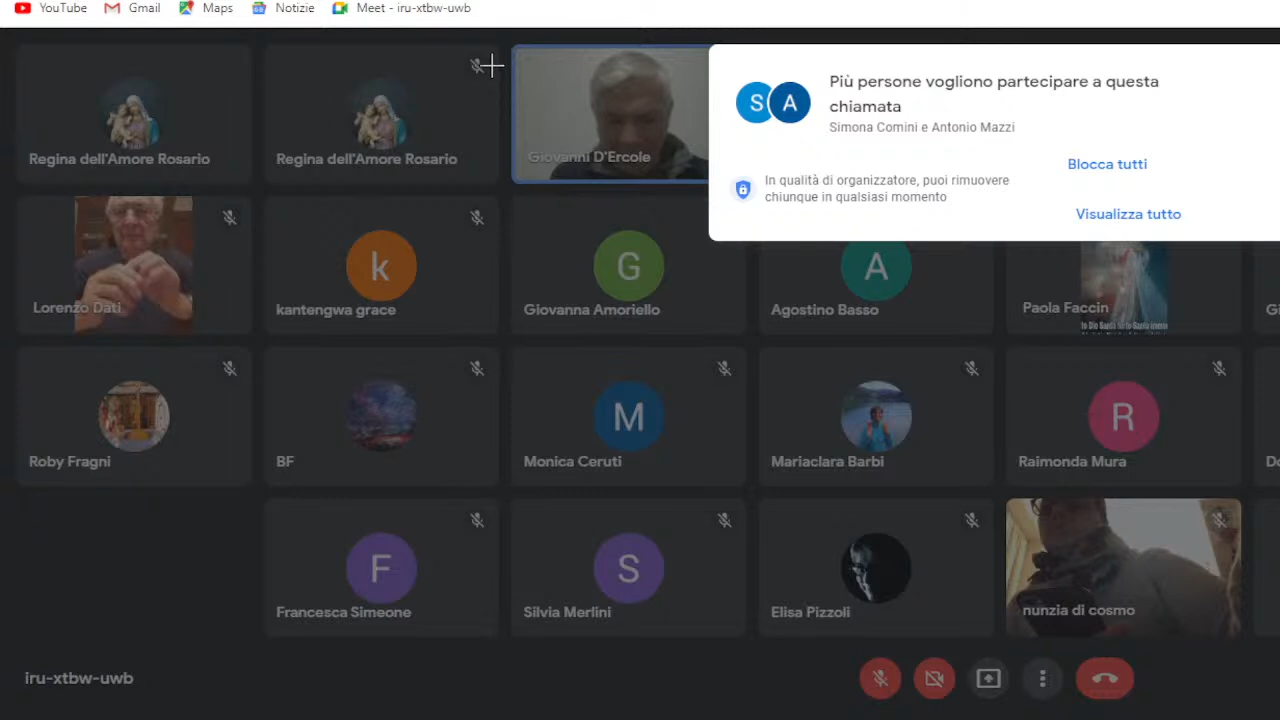 YouTube Gmail Maps Notizie Meet - iru-xtbw-uwb
Regina dell'Amore Rosario
Regina dell'Amore Rosario
Giovanni D'Ercole
S A
Più persone vogliono partecipare a questa
chiamata
Simona Comini e Antonio Mazzi
Blocca tutti
In qualità di organizzatore, puoi rimuovere
chiunque in qualsiasi momento
Visualizza tutto
Lorenzo Dati
k
kantengwa grace
G
Giovanna Amoriello
A
Agostino Basso
Paola Faccin
Gi
Roby Fragni
BF
M
Monica Ceruti
Mariaclara Barbi
R
Raimonda Mura
Do
F
Francesca Simeone
S
Silvia Merlini
Elisa Pizzoli
nunzia di cosmo
iru-xtbw-uwb